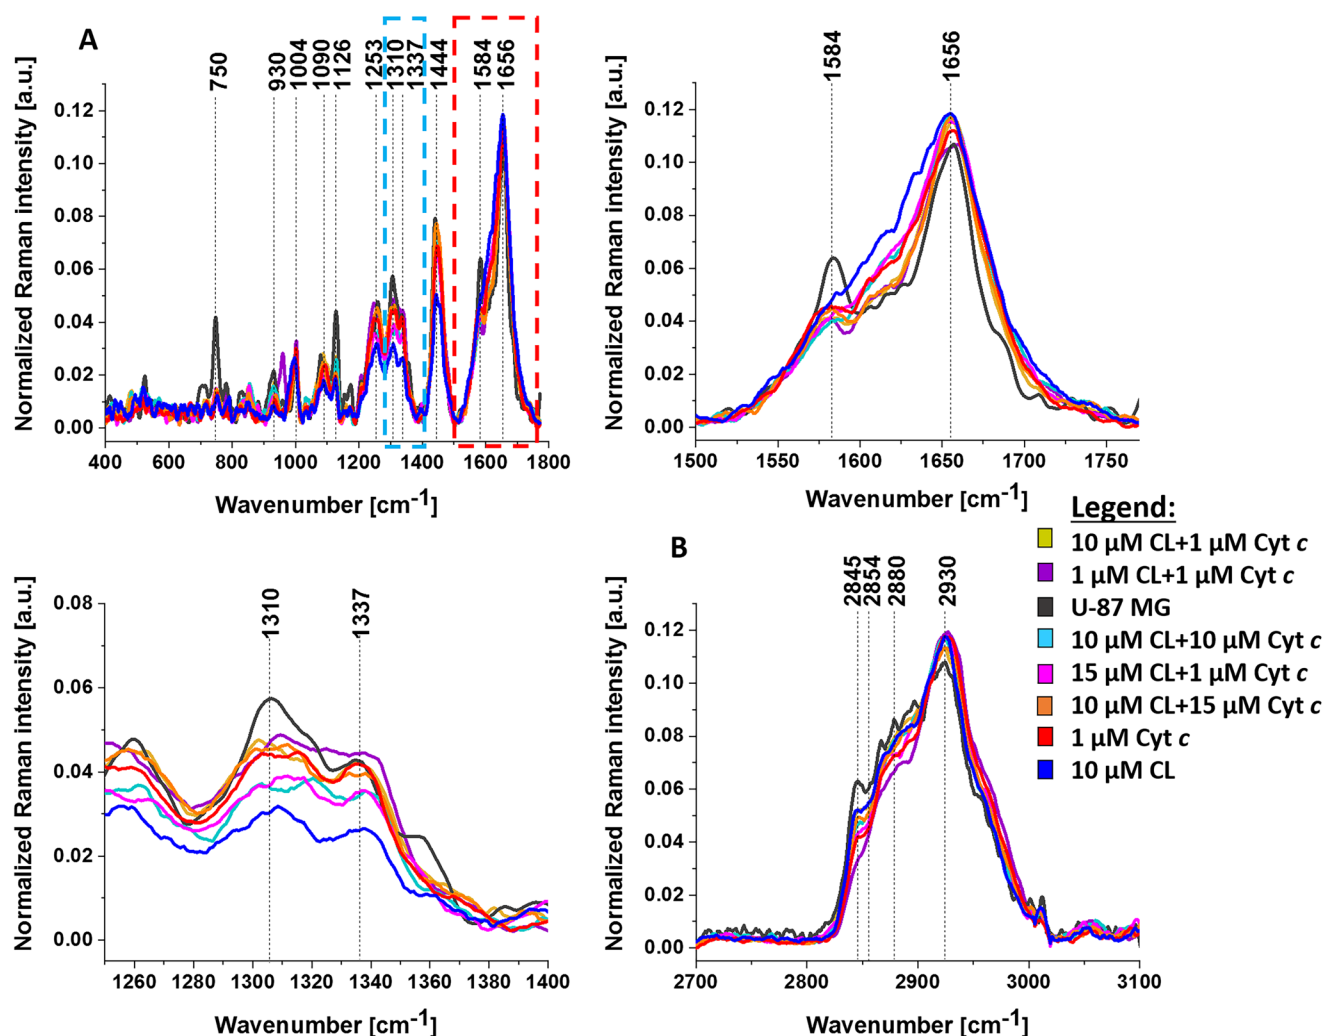 A
750
930
1004
1090
1126
1253
1310
1337
1444
1584
1656
Normalized Raman intensity [a.u.]
0.12
0.10
0.08
0.06
0.04
0.02
0.00
400 600 800 1000 1200 1400 1600 1800
Wavenumber [cm-1]
1584
1656
Normalized Raman intensity [a.u.]
0.12
0.10
0.08
0.06
0.04
0.02
0.00
1500 1550 1600 1650 1700 1750
Wavenumber [cm-1]
Legend:
10 μM CL+1 μM Cyt c
1 μM CL+1 μM Cyt c
U-87 MG
10 μM CL+10 μM Cyt c
15 μM CL+1 μM Cyt c
10 μM CL+15 μM Cyt c
1 μM Cyt c
10 μM CL
1310
1337
Normalized Raman intensity [a.u.]
0.08
0.06
0.04
0.02
0.00
1260 1280 1300 1320 1340 1360 1380 1400
Wavenumber [cm-1]
B
2845
2854
2880
2930
Normalized Raman intensity [a.u.]
0.12
0.10
0.08
0.06
0.04
0.02
0.00
2700 2800 2900 3000 3100
Wavenumber [cm-1]